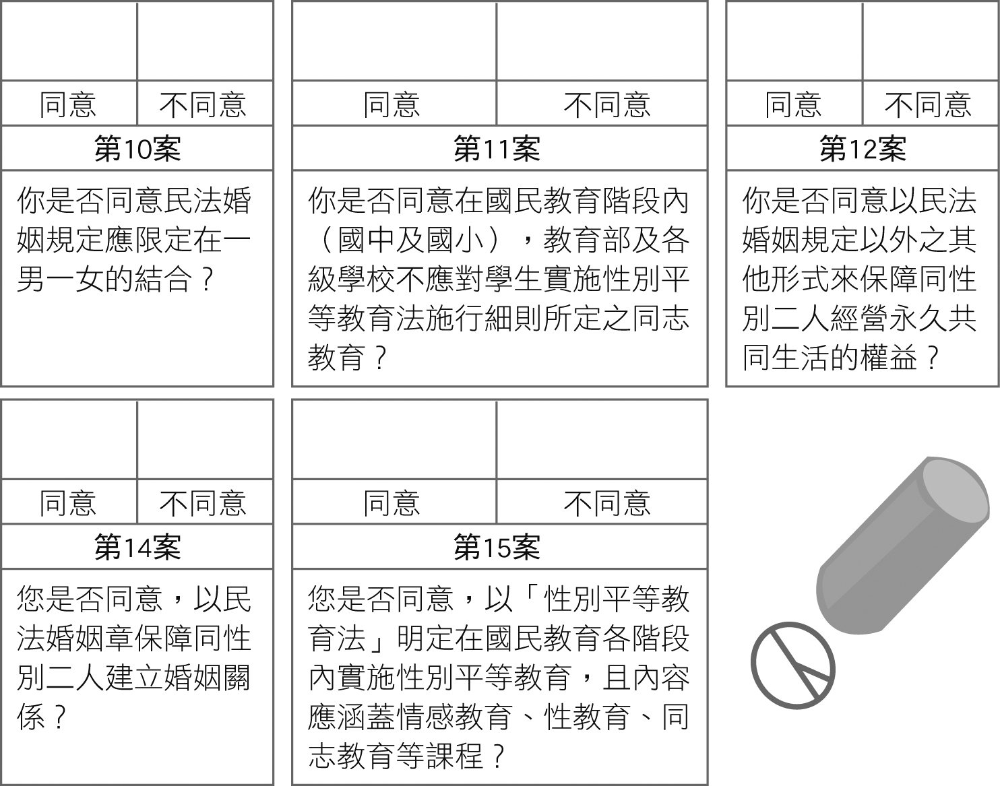 同意 不同意
第10案
你是否同意民法婚
姻規定應限定在一
男一女的結合？
同意 不同意
第11案
你是否同意在國民教育階段內
（國中及國小），教育部及各
級學校不應對學生實施性別平
等教育法施行細則所定之同志
教育？
同意 不同意
第12案
你是否同意以民法
婚姻規定以外之其
他形式來保障同性
別二人經營永久共
同生活的權益？
同意 不同意
第14案
您是否同意，以民
法婚姻章保障同性
別二人建立婚姻關
係？
同意 不同意
第15案
您是否同意，以「性別平等教
育法」明定在國民教育各階段
內實施性別平等教育，且內容
應涵蓋情感教育、性教育、同
志教育等課程？